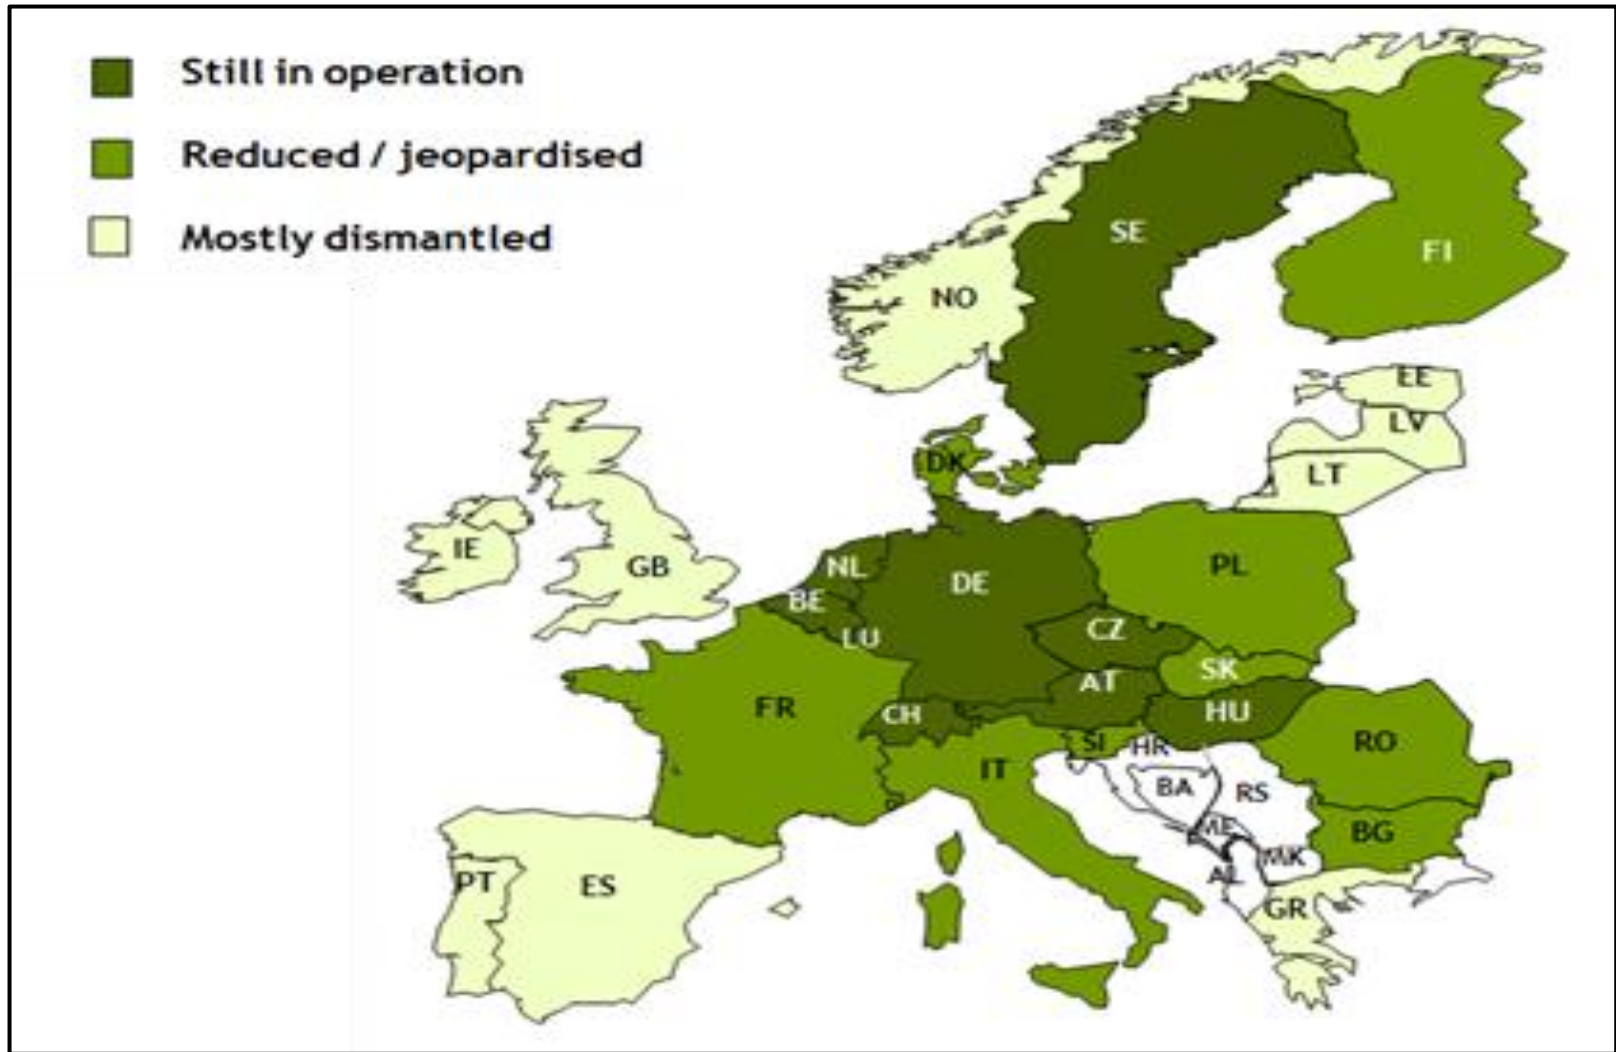 Still in operation
Reduced / jeopardised
Mostly dismantled
SE
FI
NO
EE
LV
LT
DK
IE
GB
NL
DE
PL
BE
LU
CZ
SK
AT
FR
CH
HU
SI
HR
IT
RO
BA
RS
ME
BG
MK
AL
PT
ES
GR